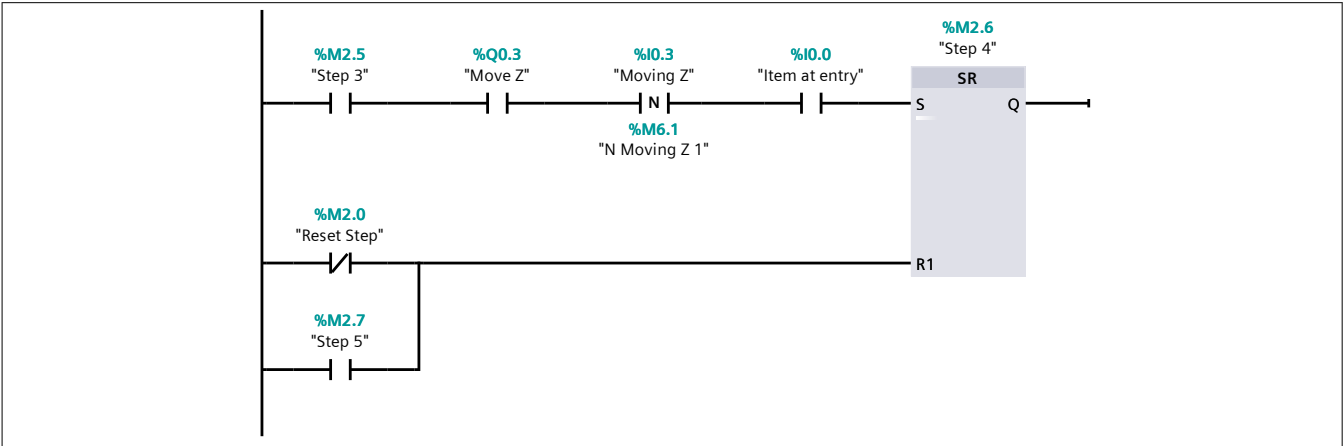 %M2.6
"Step 4"
%M2.5
"Step 3"
%Q0.3
"Move Z"
%I0.3
"Moving Z"
%I0.0
"Item at entry"
SR
N
S
Q
%M6.1
"N Moving Z 1"
%M2.0
"Reset Step"
R1
%M2.7
"Step 5"